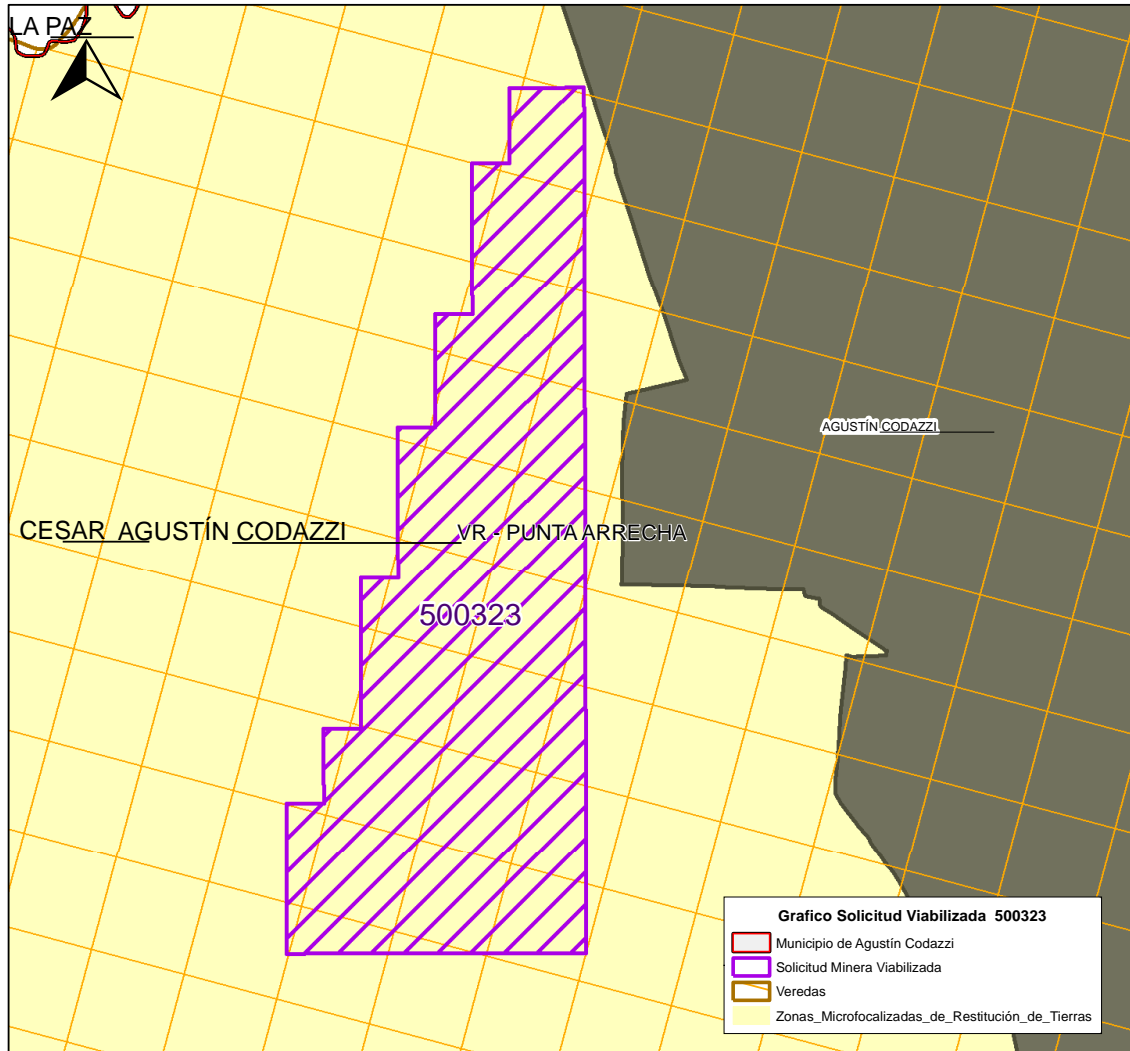 LA PAZ
AGUSTÍN CODAZZI
CESAR AGUSTÍN CODAZZI VR. - PUNTA ARRECHA
500323
Grafico Solicitud Viabilizada 500323
Municipio de Agustín Codazzi
Solicitud Minera Viabilizada
Veredas
Zonas_Microfocalizadas_de_Restitución_de_Tierras